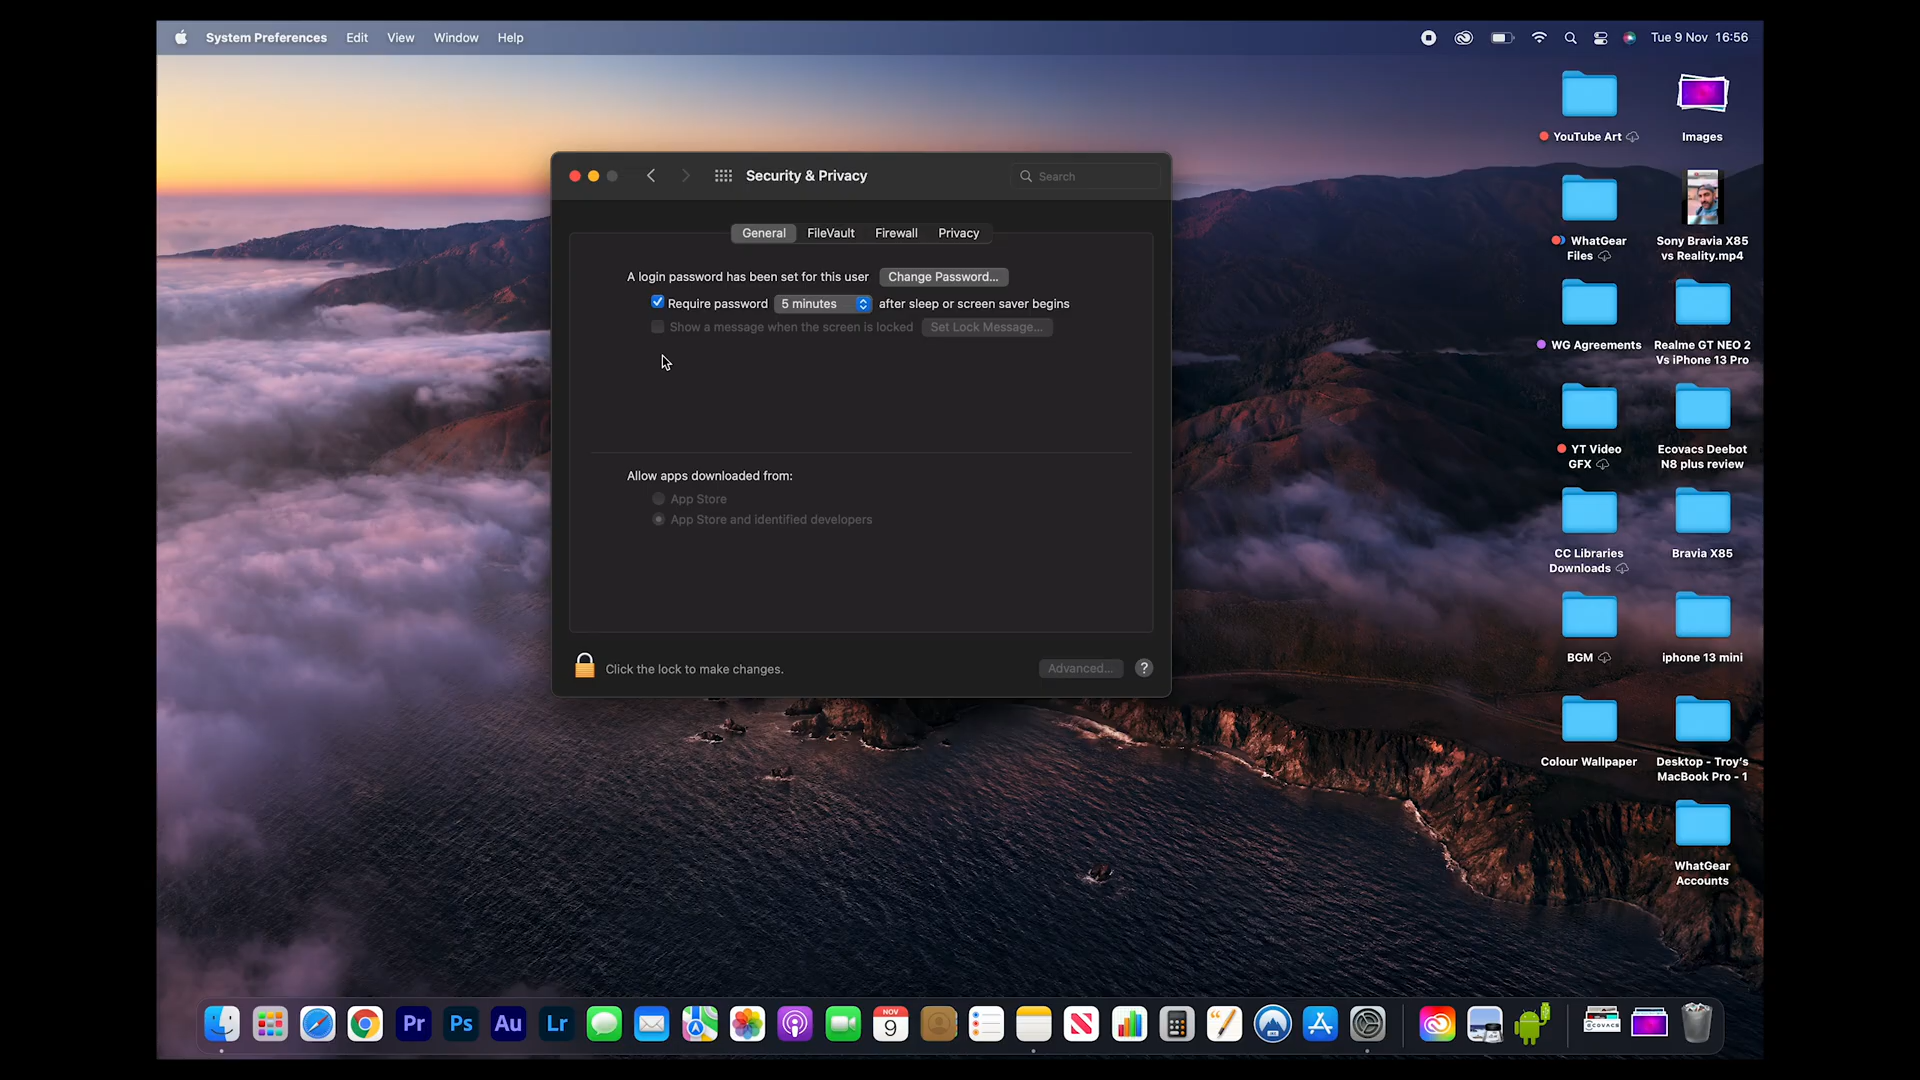 System Preferences Edit View Window Help
Tue 9 Nov 16:56
Security & Privacy
Search
General FileVault Firewall Privacy
A login password has been set for this user Change Password...
Require password 5 minutes after sleep or screen saver begins
Show a message when the screen is locked Set Lock Message...
Allow apps downloaded from:
App Store
App Store and identified developers
Click the lock to make changes.
Advanced... ?
YouTube Art
Images
WhatGear
Files
Sony Bravia X85
vs Reality.mp4
WG Agreements
Realme GT NEO 2
Vs iPhone 13 Pro
YT Video
GFX
Ecovacs Deebot
N8 plus review
CC Libraries
Downloads
Bravia X85
BGM
iphone 13 mini
Colour Wallpaper
Desktop - Troy's
MacBook Pro - 1
WhatGear
Accounts
Pr Ps Au Lr
NOV
9
ECOVACS